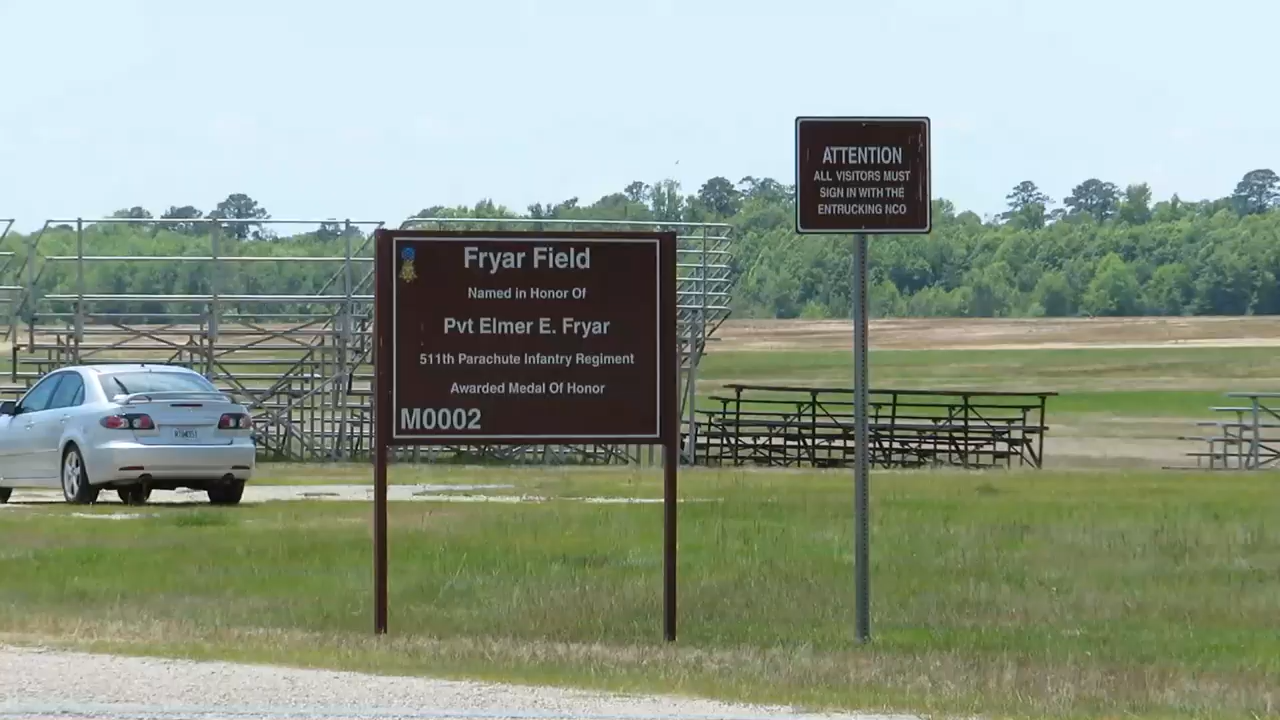 Fryar Field
Named in Honor Of
Pvt Elmer E. Fryar
511th Parachute Infantry Regiment
Awarded Medal Of Honor
M0002
ATTENTION
ALL VISITORS MUST
SIGN IN WITH THE
ENTRUCKING NCO